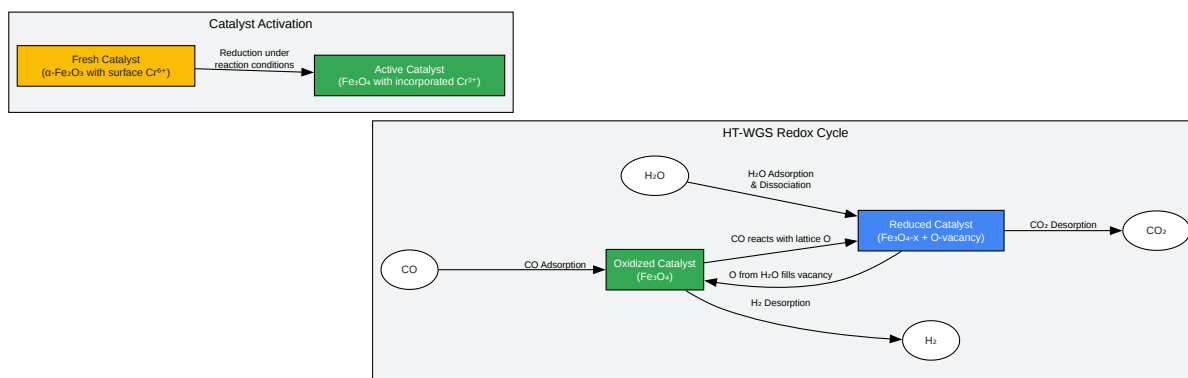 Catalyst Activation
Fresh Catalyst
(α-Fe₂O₃ with surface Cr⁶⁺)
Reduction under
reaction conditions
Active Catalyst
(Fe₃O₄ with incorporated Cr³⁺)
HT-WGS Redox Cycle
H₂O
H₂O Adsorption
& Dissociation
Reduced Catalyst
(Fe₃O₄-x + O-vacancy)
CO₂ Desorption
CO₂
CO reacts with lattice O
CO
CO Adsorption
Oxidized Catalyst
(Fe₃O₄)
O from H₂O fills vacancy
H₂ Desorption
H₂